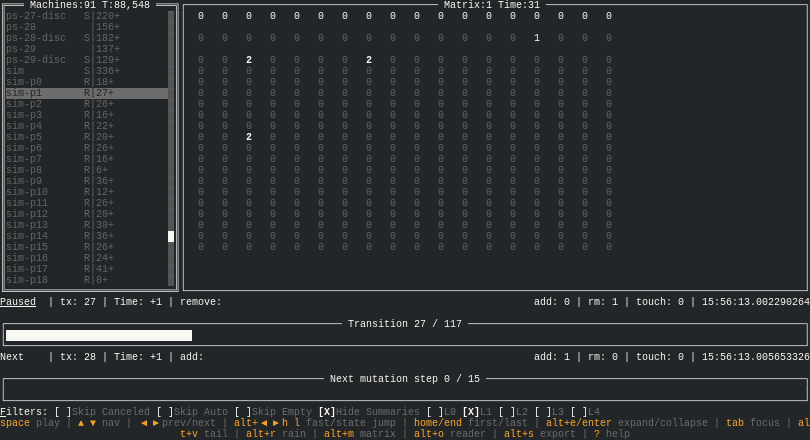 Machines:91 T:88,548
ps-27-disc S|220+
ps-28 |156+
ps-28-disc S|182+
ps-29 |137+
ps-29-disc S|129+
sim S|336+
sim-p0 R|18+
sim-p1 R|27+
sim-p2 R|26+
sim-p3 R|16+
sim-p4 R|22+
sim-p5 R|20+
sim-p6 R|26+
sim-p7 R|16+
sim-p8 R|6+
sim-p9 R|36+
sim-p10 R|12+
sim-p11 R|26+
sim-p12 R|20+
sim-p13 R|30+
sim-p14 R|36+
sim-p15 R|26+
sim-p16 R|24+
sim-p17 R|41+
sim-p18 R|8+
Matrix:1 Time:31
0 0 0 0 0 0 0 0 0 0 0 0 0 0 0 0 0 0
0 0 0 0 0 0 0 0 0 0 0 0 0 0 1 0 0 0
0 0 2 0 0 0 0 2 0 0 0 0 0 0 0 0 0 0
0 0 0 0 0 0 0 0 0 0 0 0 0 0 0 0 0 0
0 0 0 0 0 0 0 0 0 0 0 0 0 0 0 0 0 0
0 0 0 0 0 0 0 0 0 0 0 0 0 0 0 0 0 0
0 0 0 0 0 0 0 0 0 0 0 0 0 0 0 0 0 0
0 0 0 0 0 0 0 0 0 0 0 0 0 0 0 0 0 0
0 0 0 0 0 0 0 0 0 0 0 0 0 0 0 0 0 0
0 0 2 0 0 0 0 0 0 0 0 0 0 0 0 0 0 0
0 0 0 0 0 0 0 0 0 0 0 0 0 0 0 0 0 0
0 0 0 0 0 0 0 0 0 0 0 0 0 0 0 0 0 0
0 0 0 0 0 0 0 0 0 0 0 0 0 0 0 0 0 0
0 0 0 0 0 0 0 0 0 0 0 0 0 0 0 0 0 0
0 0 0 0 0 0 0 0 0 0 0 0 0 0 0 0 0 0
0 0 0 0 0 0 0 0 0 0 0 0 0 0 0 0 0 0
0 0 0 0 0 0 0 0 0 0 0 0 0 0 0 0 0 0
0 0 0 0 0 0 0 0 0 0 0 0 0 0 0 0 0 0
0 0 0 0 0 0 0 0 0 0 0 0 0 0 0 0 0 0
0 0 0 0 0 0 0 0 0 0 0 0 0 0 0 0 0 0
Paused | tx: 27 | Time: +1 | remove: add: 0 | rm: 1 | touch: 0 | 15:56:13.002290264
Transition 27 / 117
Next | tx: 28 | Time: +1 | add: add: 1 | rm: 0 | touch: 0 | 15:56:13.005653326
Next mutation step 0 / 15
Filters: [ ]Skip Canceled [ ]Skip Auto [ ]Skip Empty [X]Hide Summaries [ ]L0 [X]L1 [ ]L2 [ ]L3 [ ]L4
space play | ▲ ▼ nav | ◄ ► prev/next | alt+◄ ► h l fast/state jump | home/end first/last | alt+e/enter expand/collapse | tab focus | al
t+v tail | alt+r rain | alt+m matrix | alt+o reader | alt+s export | ? help